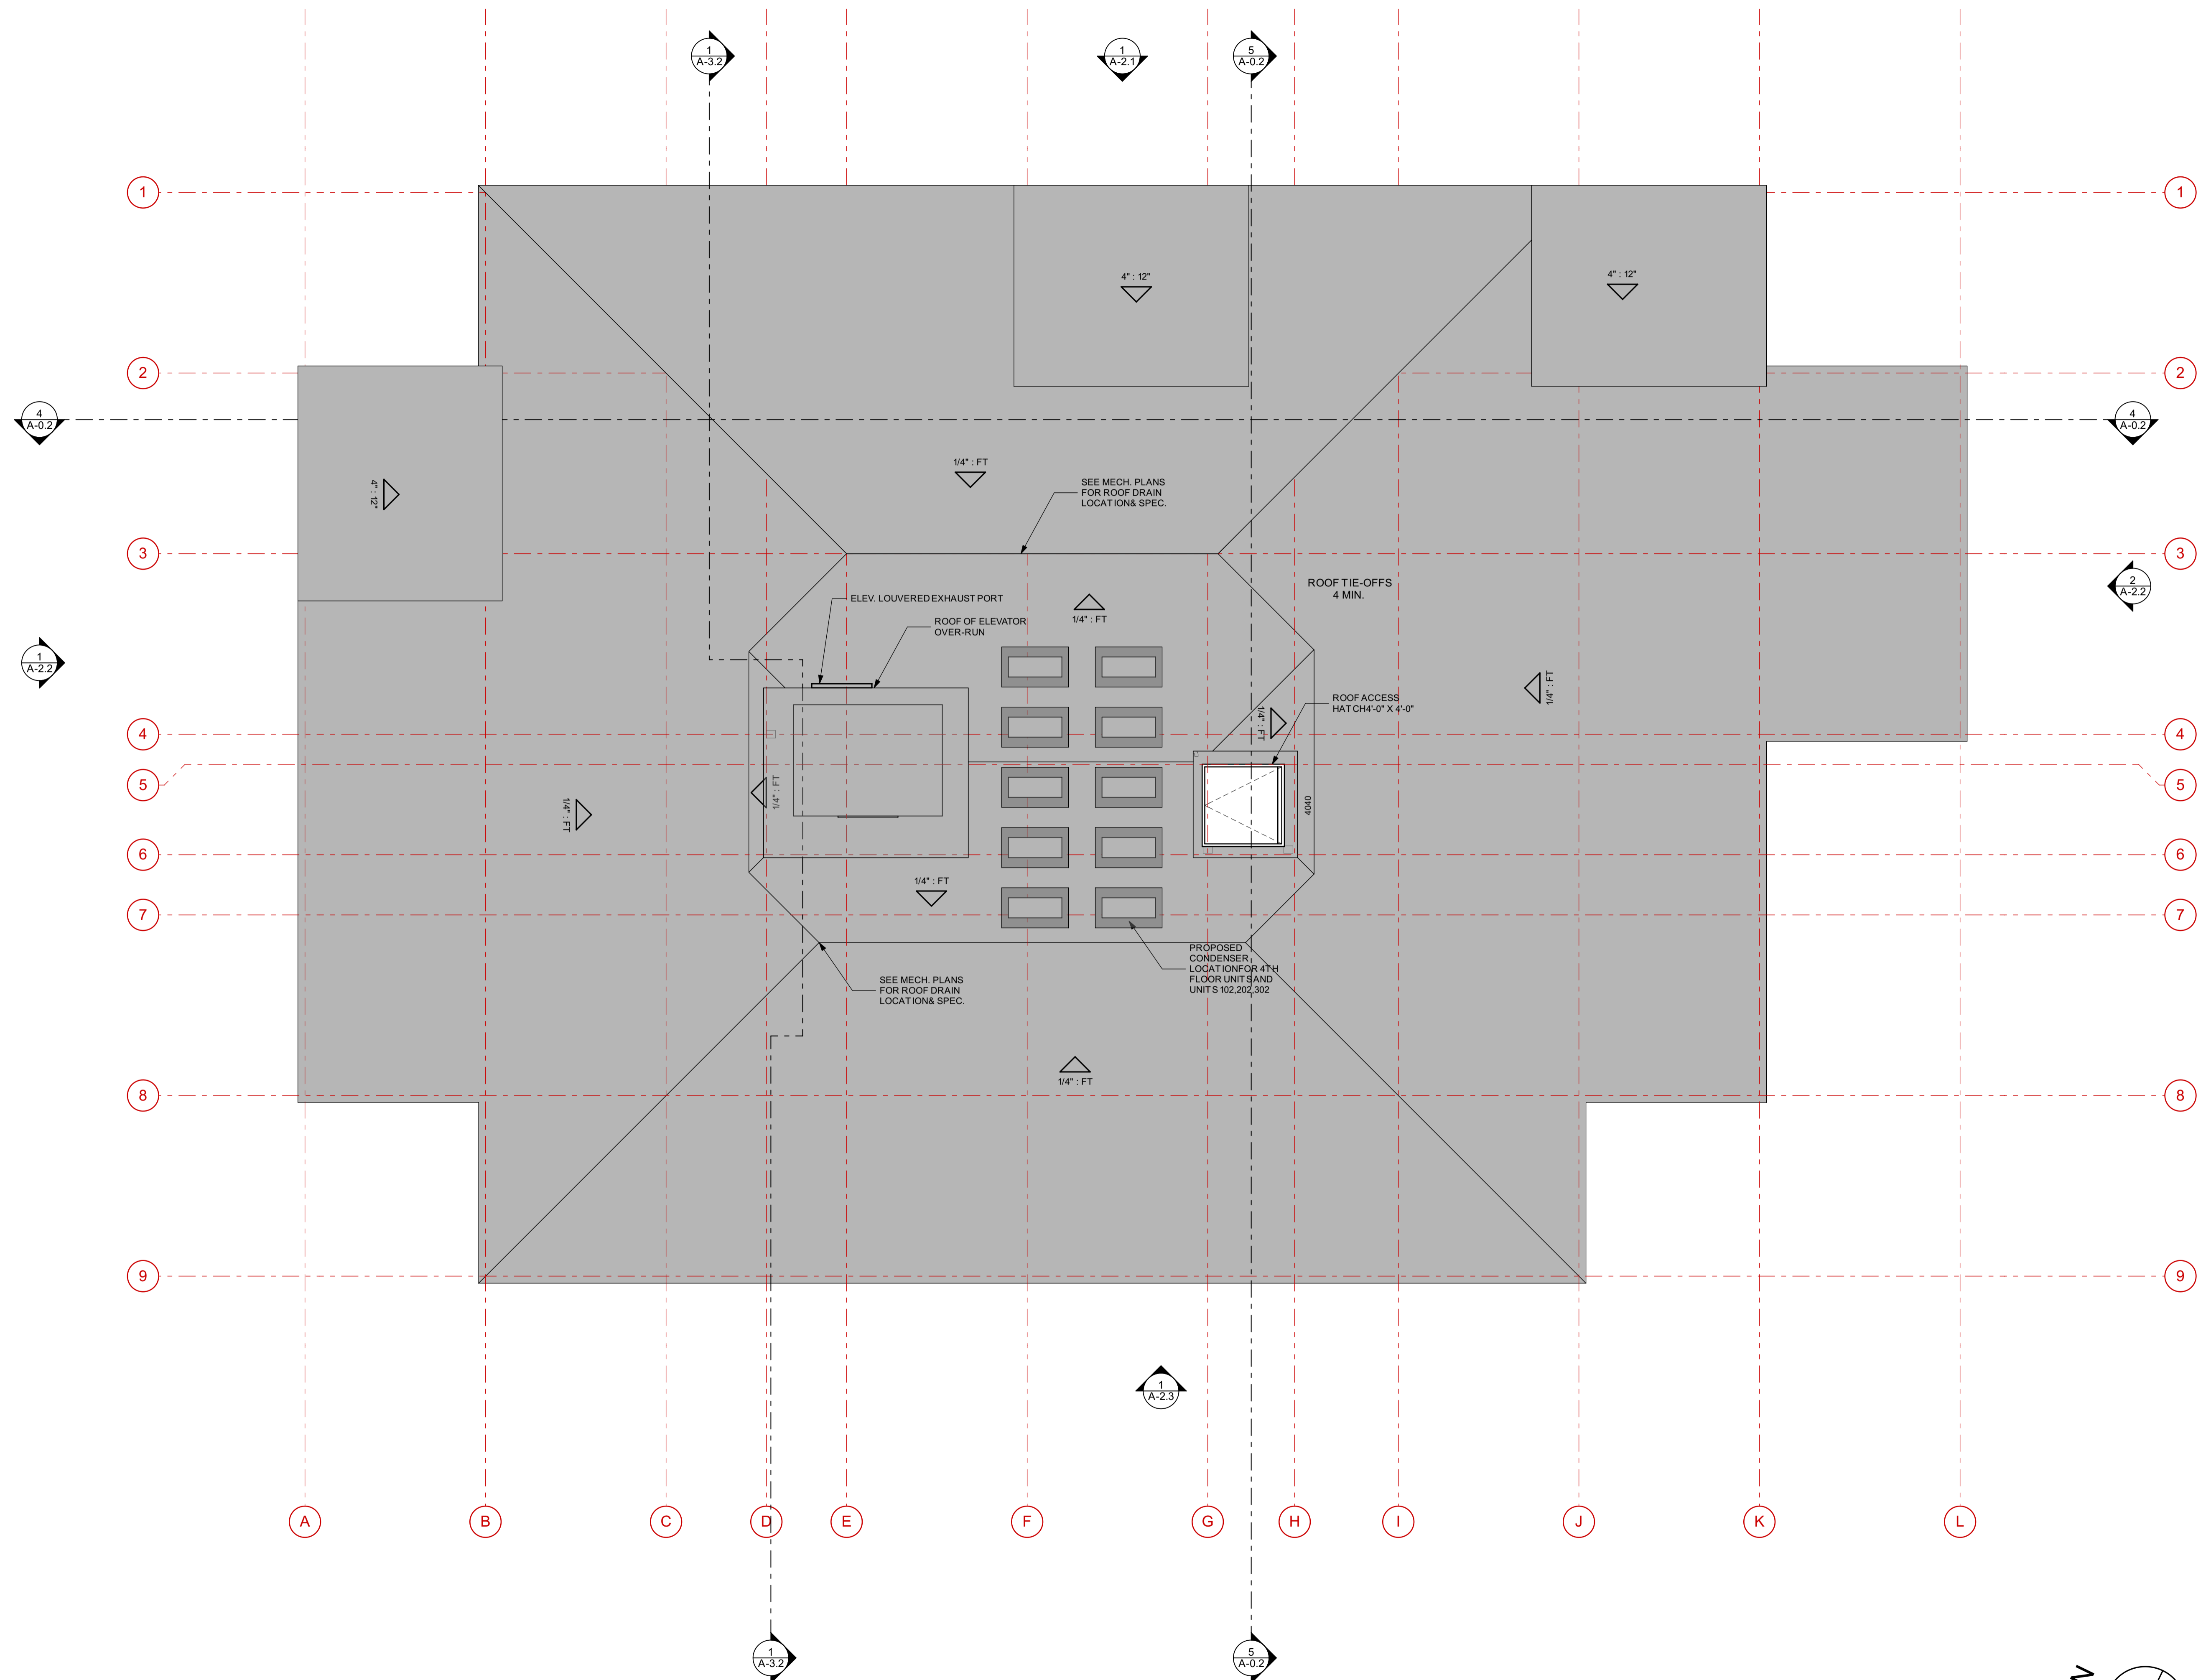 1
A-3.2
1
A-2.1
5
A-0.2
1
1
4" : 12"
4" : 12"
2
2
4
A-0.2
4
A-0.2
1/4" : FT
SEE MECH. PLANS
FOR ROOF DRAIN
LOCATION& SPEC.
4" : 12"
3
3
ROOF TIE-OFFS
4 MIN.
2
A-2.2
ELEV. LOUVERED EXHAUST PORT
ROOF OF ELEVATOR
OVER-RUN
1/4" : FT
1
A-2.2
1/4" : FT
ROOF ACCESS
HATCH4'-0" X 4'-0"
1/4" : FT
4
4
5
5
1/4" : FT
1/4" : FT
4040
6
6
1/4" : FT
7
7
PROPOSED
CONDENSER
LOCATIONFOR 4TH
FLOOR UNITS AND
UNITS 102,202,302
SEE MECH. PLANS
FOR ROOF DRAIN
LOCATION& SPEC.
1/4" : FT
8
8
9
9
1
A-2.3
A
B
C
D
E
F
G
H
I
J
K
L
1
A-3.2
5
A-0.2
N